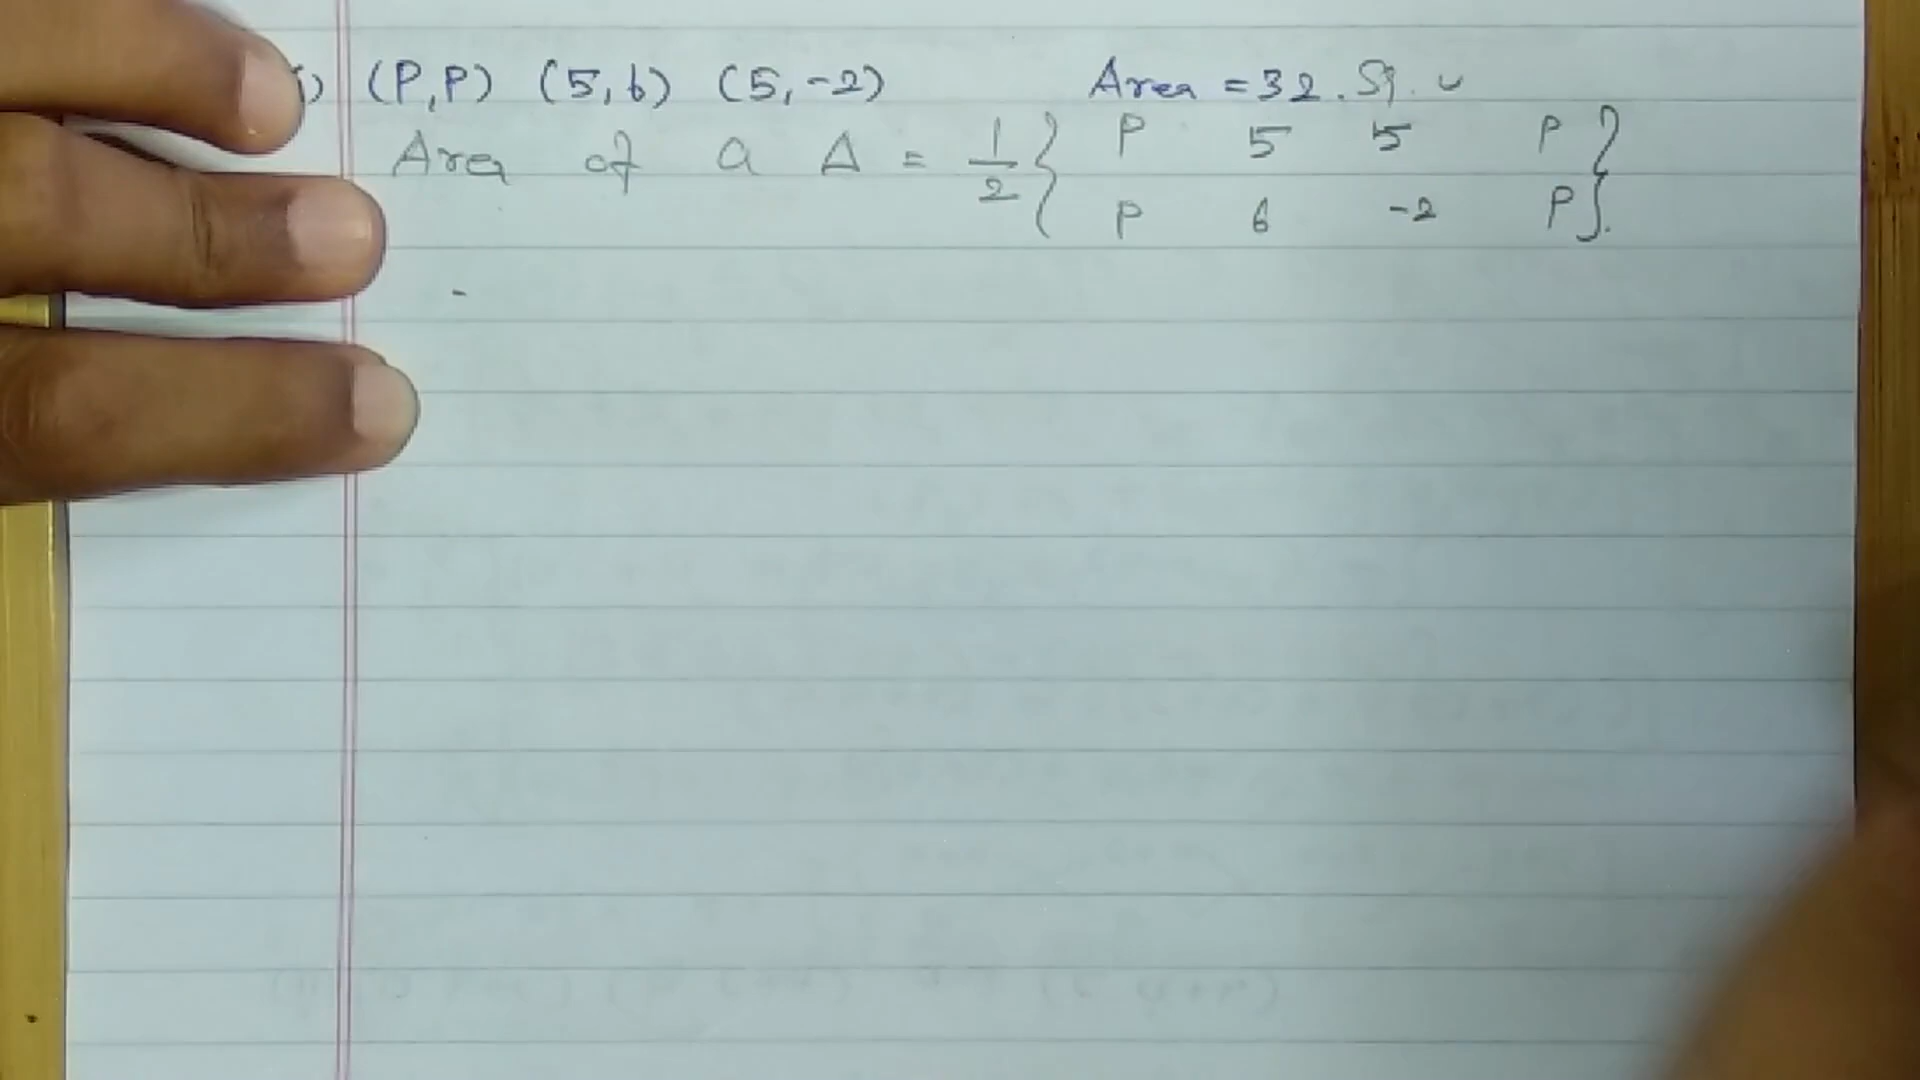 i) (P,P) (5,6) (5,-2) Area = 32. Sq. u
Area of a Δ = 1/2 { P 5 5 P
P 6 -2 P }.